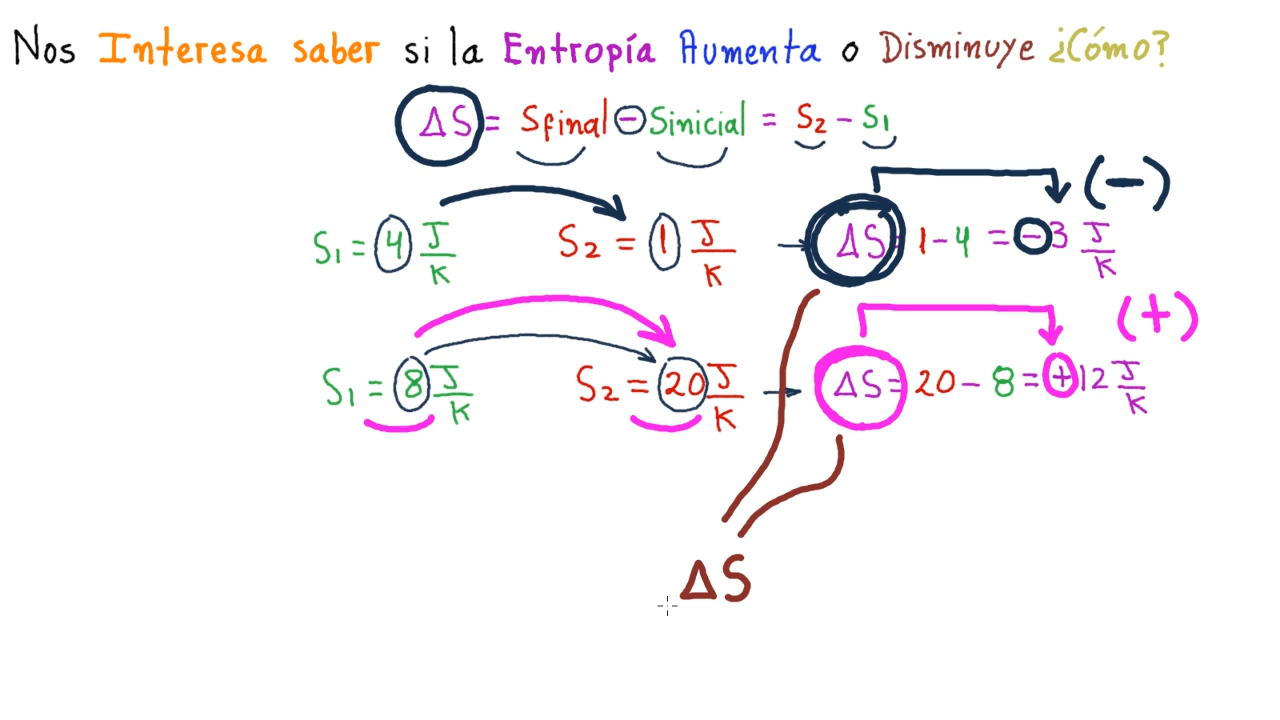 Nos Interesa saber si la Entropía Aumenta o Disminuye ¿Cómo?
ΔS = Sfinal - Sinicial = S2 - S1
(-)
S1 = 4 J/K S2 = 1 J/K → ΔS = 1 - 4 = -3 J/K
(+)
S1 = 8 J/K S2 = 20 J/K → ΔS = 20 - 8 = +12 J/K
ΔS